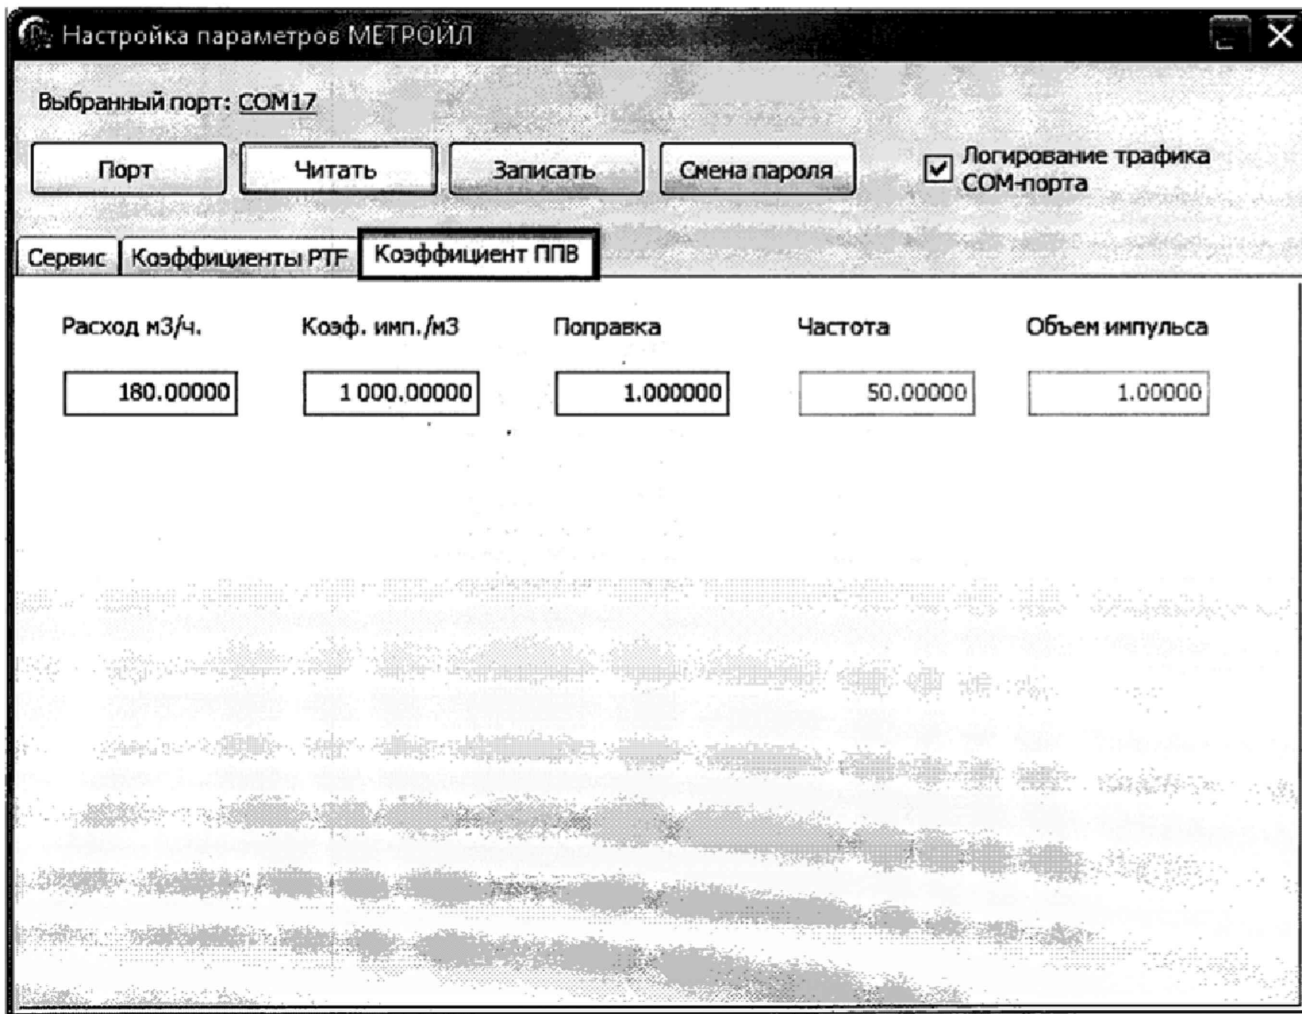 Настройка параметров МЕТРОЙЛ
Выбранный порт: COM17
Порт
Читать
Записать
Смена пароля
Логирование трафика
COM-порта
Сервис
Коэффициенты PTF
Коэффициент ППВ
Расход м3/ч.
Коэф. имп./м3
Поправка
Частота
Объем импульса
180.00000
1 000.00000
1.000000
50.00000
1.00000